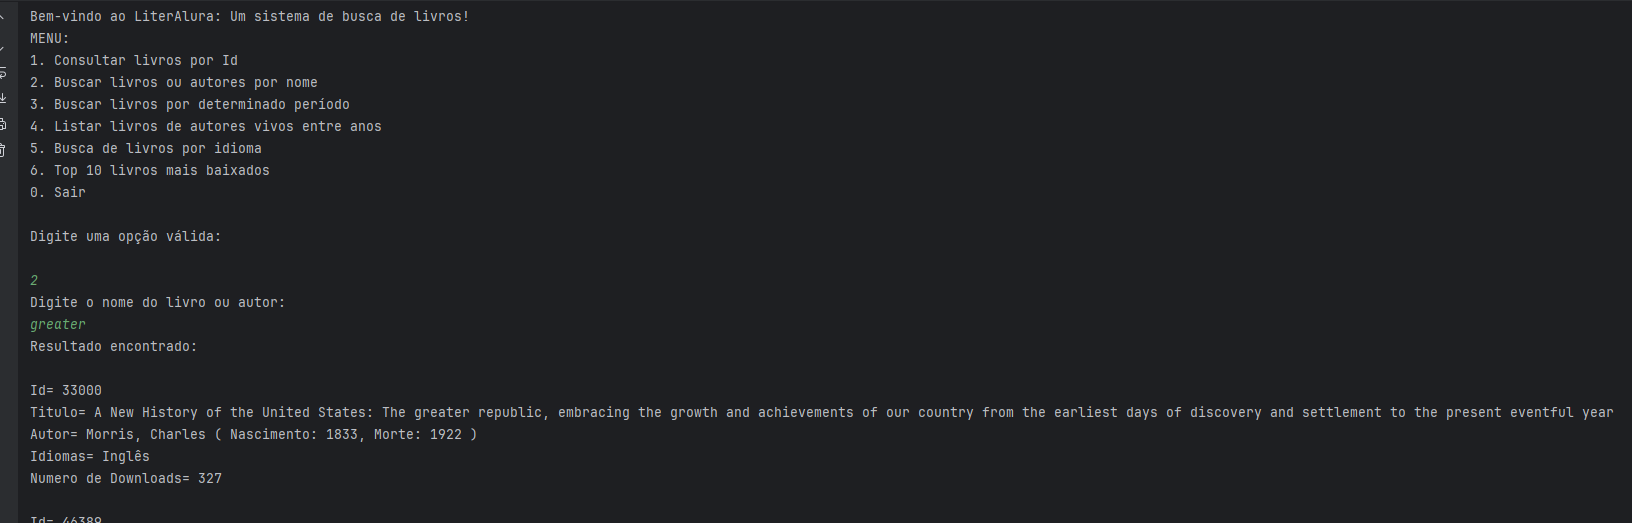 Bem-vindo ao LiterAlura: Um sistema de busca de livros!
MENU:
1. Consultar livros por Id
2. Buscar livros ou autores por nome
3. Buscar livros por determinado periodo
4. Listar livros de autores vivos entre anos
5. Busca de livros por idioma
6. Top 10 livros mais baixados
0. Sair
Digite uma opção válida:
2
Digite o nome do livro ou autor:
greater
Resultado encontrado:
Id= 33000
Titulo= A New History of the United States: The greater republic, embracing the growth and achievements of our country from the earliest days of discovery and settlement to the present eventful year
Autor= Morris, Charles ( Nascimento: 1833, Morte: 1922 )
Idiomas= Inglês
Numero de Downloads= 327
Id= 46389